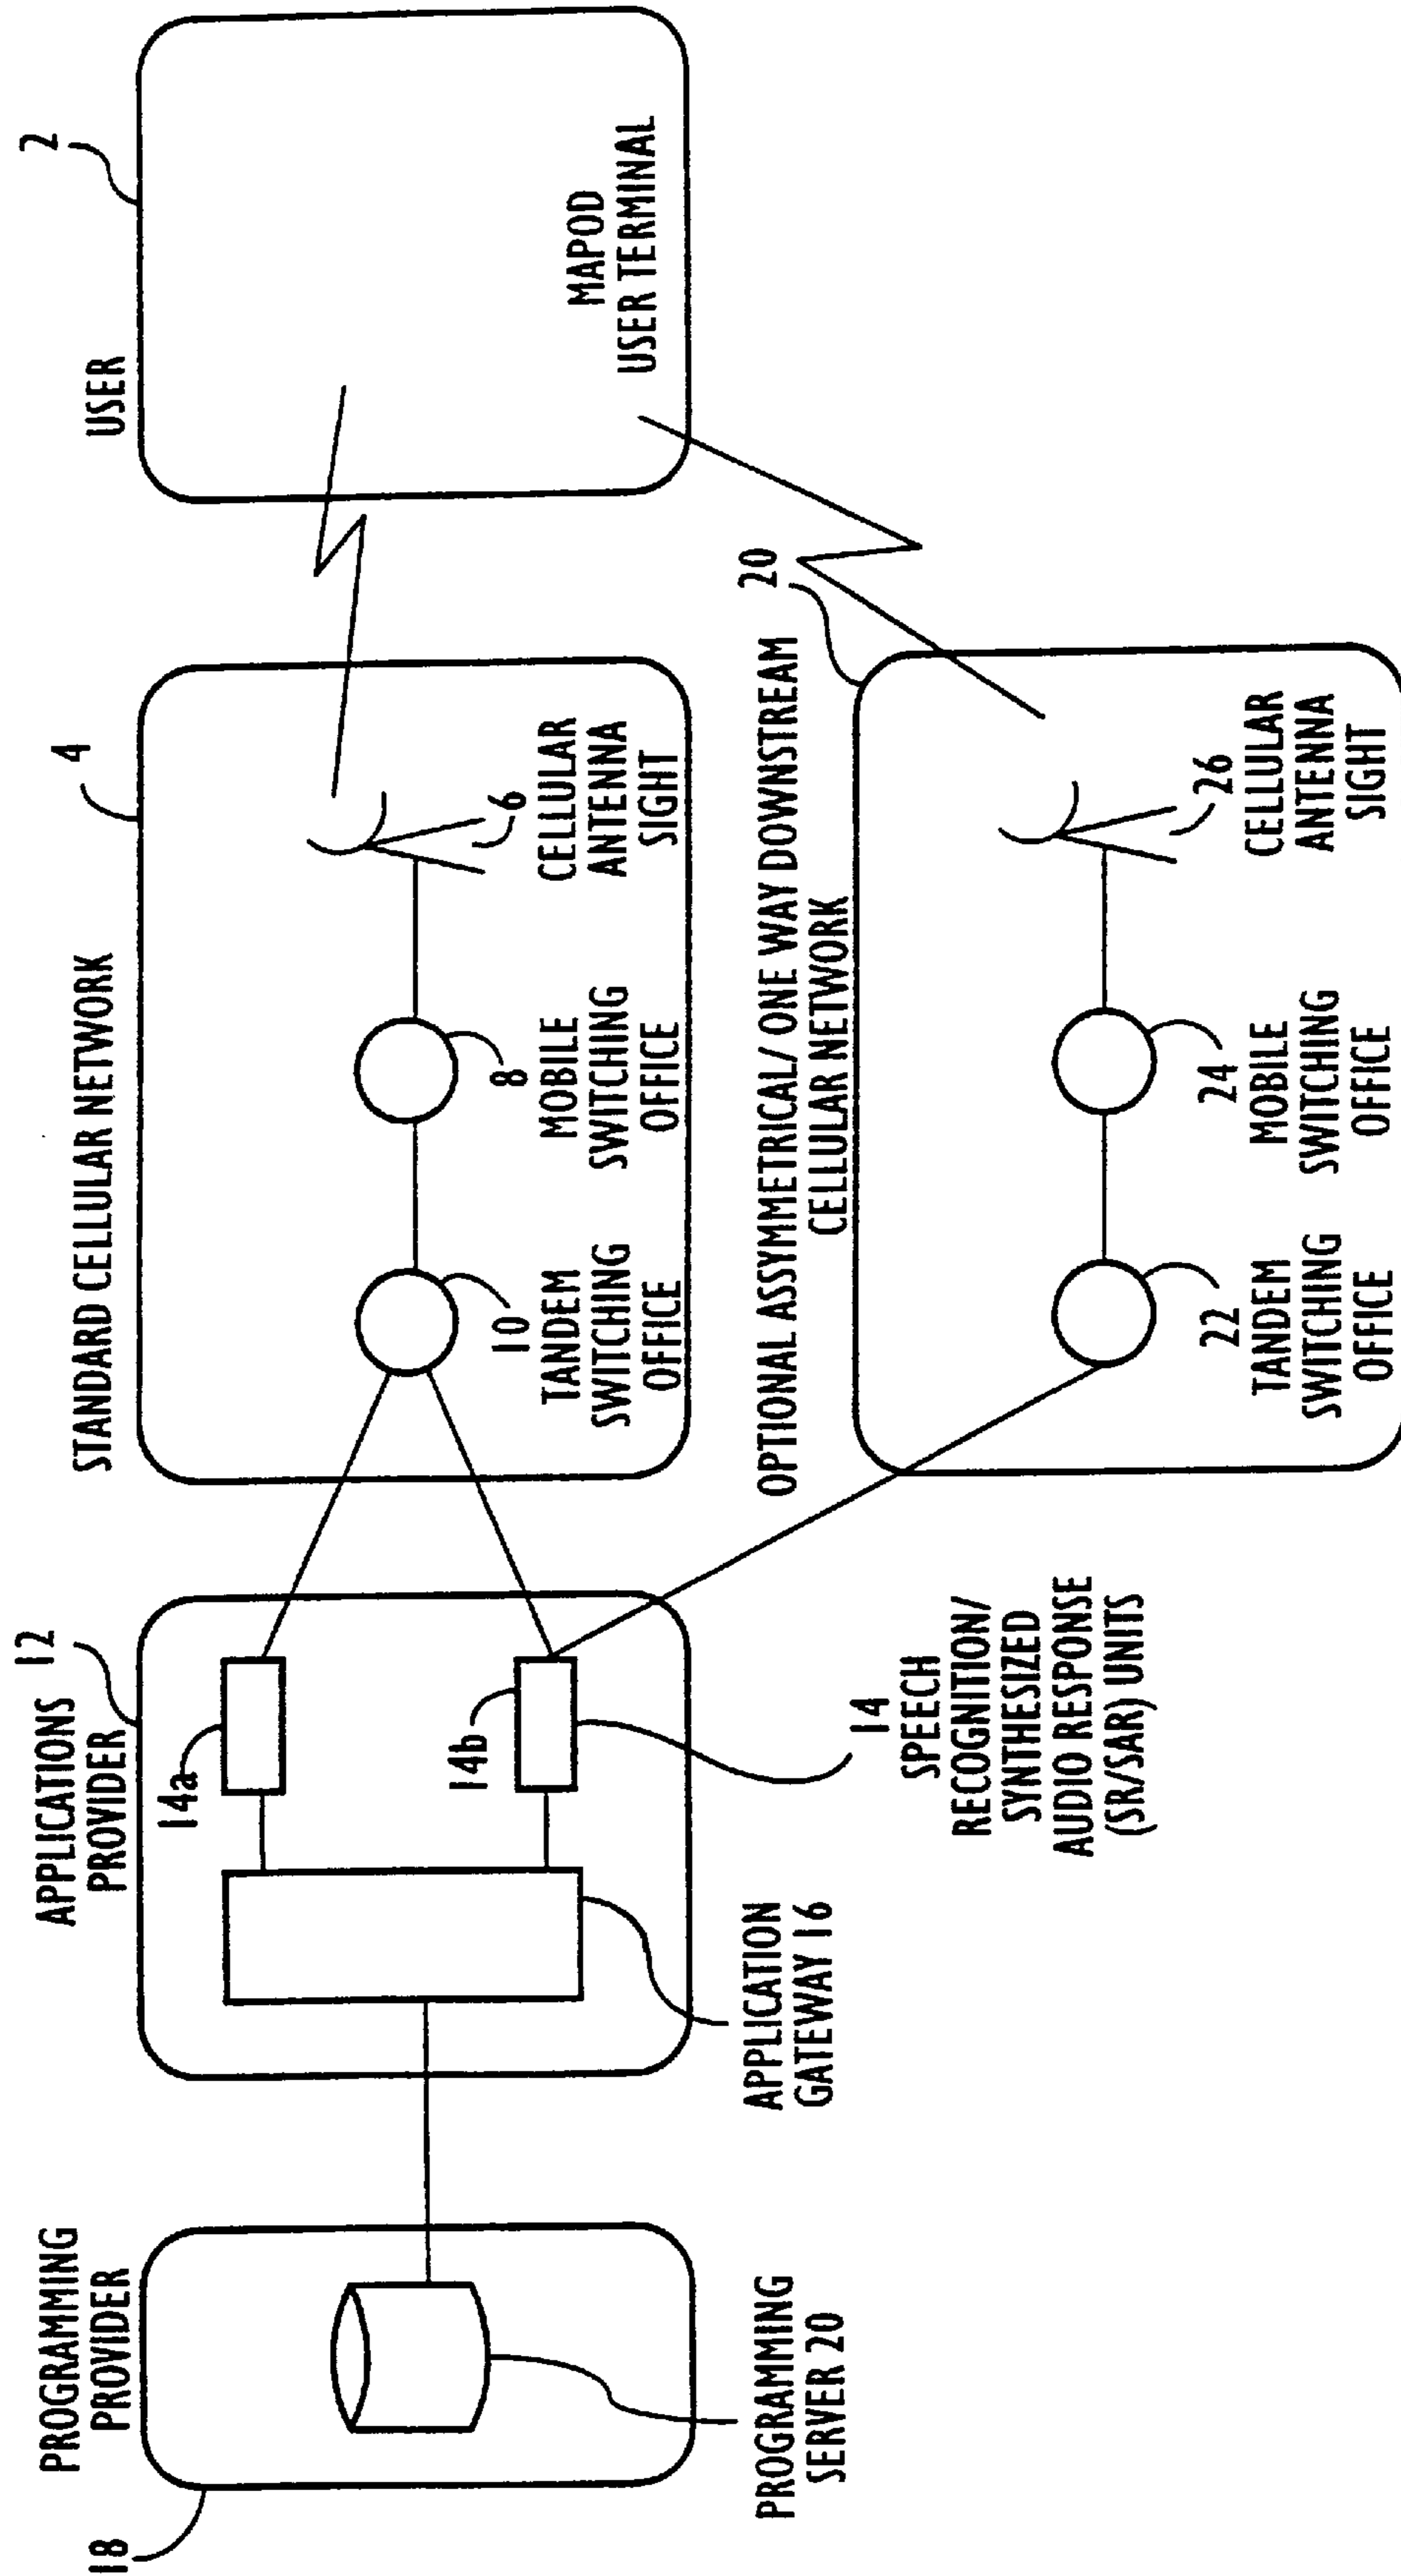 PROGRAMMING
PROVIDER
18
PROGRAMMING
SERVER 20
APPLICATIONS
PROVIDER
12
14a
14b
APPLICATION
GATEWAY 16
14
SPEECH
RECOGNITION/
SYNTHESIZED
AUDIO RESPONSE
(SR/SAR) UNITS
STANDARD CELLULAR NETWORK
4
10
TANDEM
SWITCHING
OFFICE
8
MOBILE
SWITCHING
OFFICE
6
CELLULAR
ANTENNA
SIGHT
OPTIONAL ASSYMETRICAL/ ONE WAY DOWNSTREAM
CELLULAR NETWORK
20
22
TANDEM
SWITCHING
OFFICE
24
MOBILE
SWITCHING
OFFICE
26
CELLULAR
ANTENNA
SIGHT
USER
2
MAPOD
USER TERMINAL